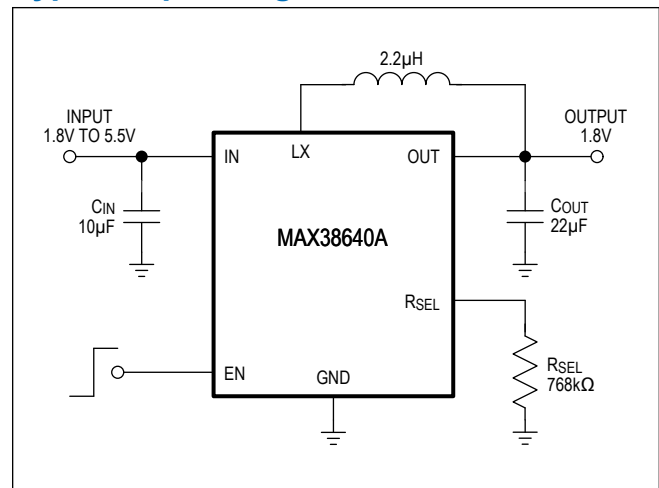 2.2µH
INPUT
1.8V TO 5.5V
OUTPUT
1.8V
IN
LX
OUT
CIN
10µF
COUT
22µF
MAX38640A
RSEL
RSEL
768kΩ
EN
GND